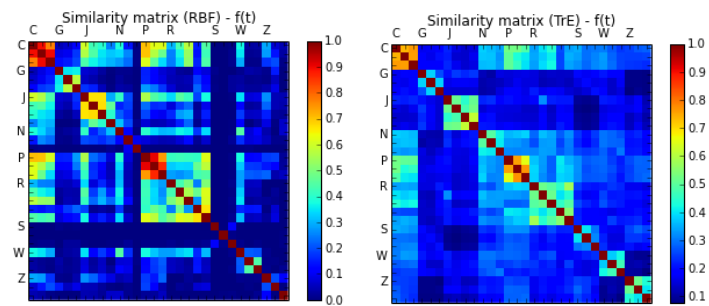 Similarity matrix (RBF) - f(t)
C G J N P R S W Z
C
G
J
N
P
R
S
W
Z
1.0
0.9
0.8
0.7
0.6
0.5
0.4
0.3
0.2
0.1
0.0
Similarity matrix (TrE) - f(t)
C G J N P R S W Z
C
G
J
N
P
R
S
W
Z
1.0
0.9
0.8
0.7
0.6
0.5
0.4
0.3
0.2
0.1